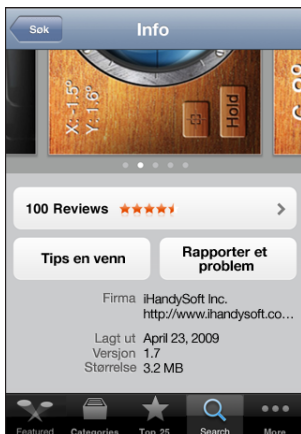 Søk
Info
X: -1.5°
Y: 1.6°
Hold
100 Reviews
Tips en venn
Rapporter et
problem
Firma iHandySoft Inc.
http://www.ihandysoft.co...
Lagt ut April 23, 2009
Versjon 1.7
Størrelse 3.2 MB
Featured Categories Top 25 Search More